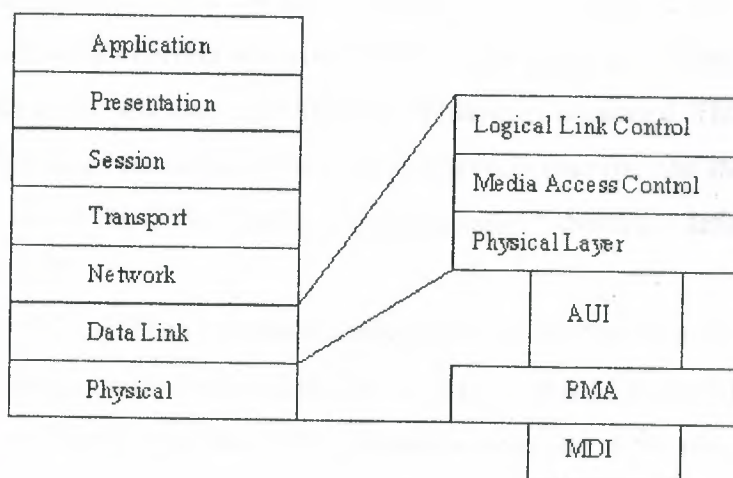 Application
Presentation
Session
Transport
Network
Data Link
Physical
Logical Link Control
Media Access Control
Physical Layer
AUI
PMA
MDI